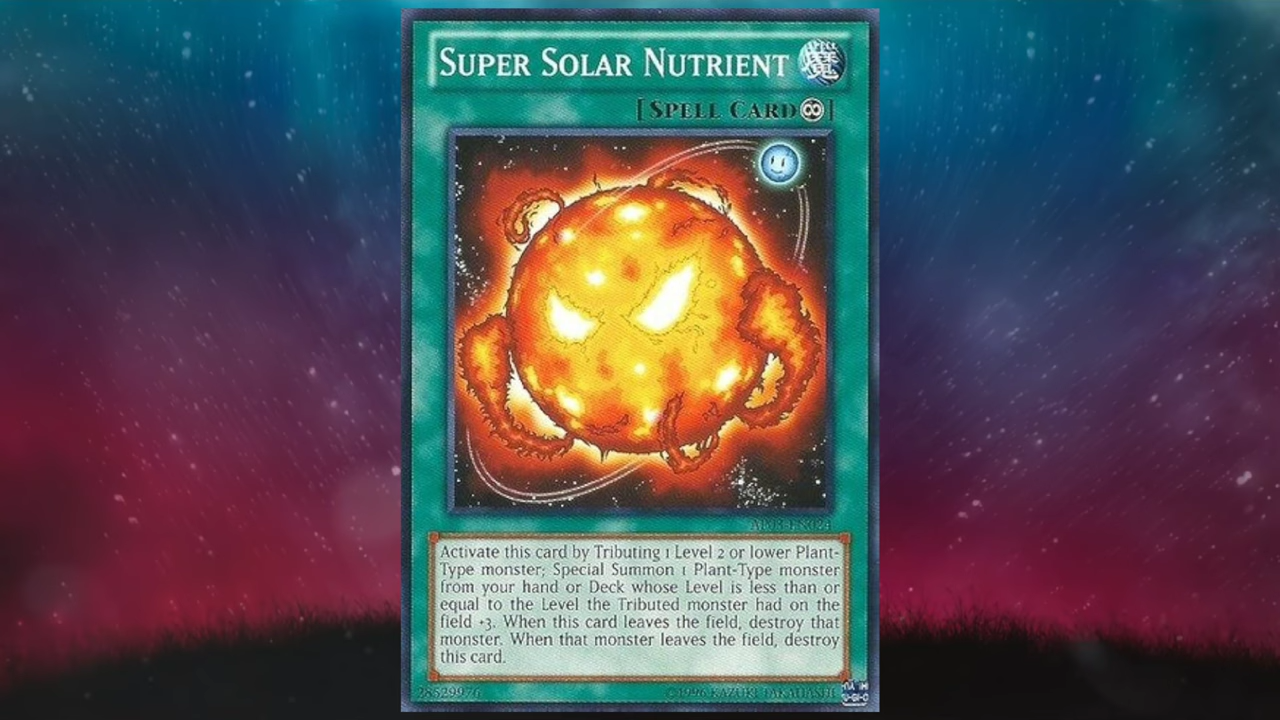 SUPER SOLAR NUTRIENT 魔
[SPELL CARD]
AP03-EN024
Activate this card by Tributing 1 Level 2 or lower Plant-
Type monster; Special Summon 1 Plant-Type monster
from your hand or Deck whose Level is less than or
equal to the Level the Tributed monster had on the
field +3. When this card leaves the field, destroy that
monster. When that monster leaves the field, destroy
this card.
28529976 ©1996 KAZUKI TAKAHASHI